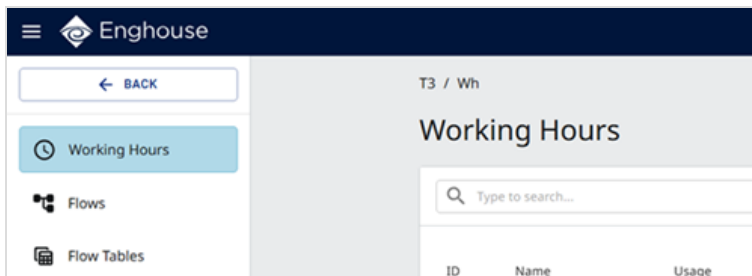 Enghouse
BACK
T3 / Wh
Working Hours
Working Hours
Type to search...
Flows
Flow Tables
ID Name Usage